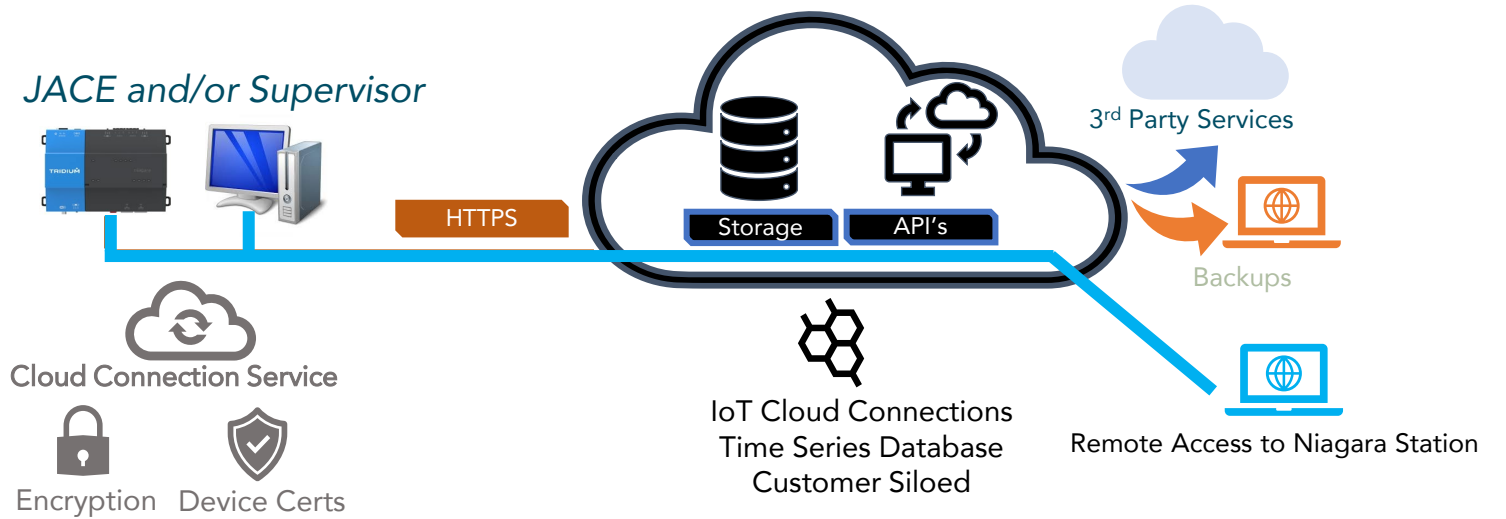 JACE and/or Supervisor
TRIDIUM
HTTPS
Storage
API's
3rd Party Services
Backups
Cloud Connection Service
Encryption
Device Certs
IoT Cloud Connections
Time Series Database
Customer Siloed
Remote Access to Niagara Station